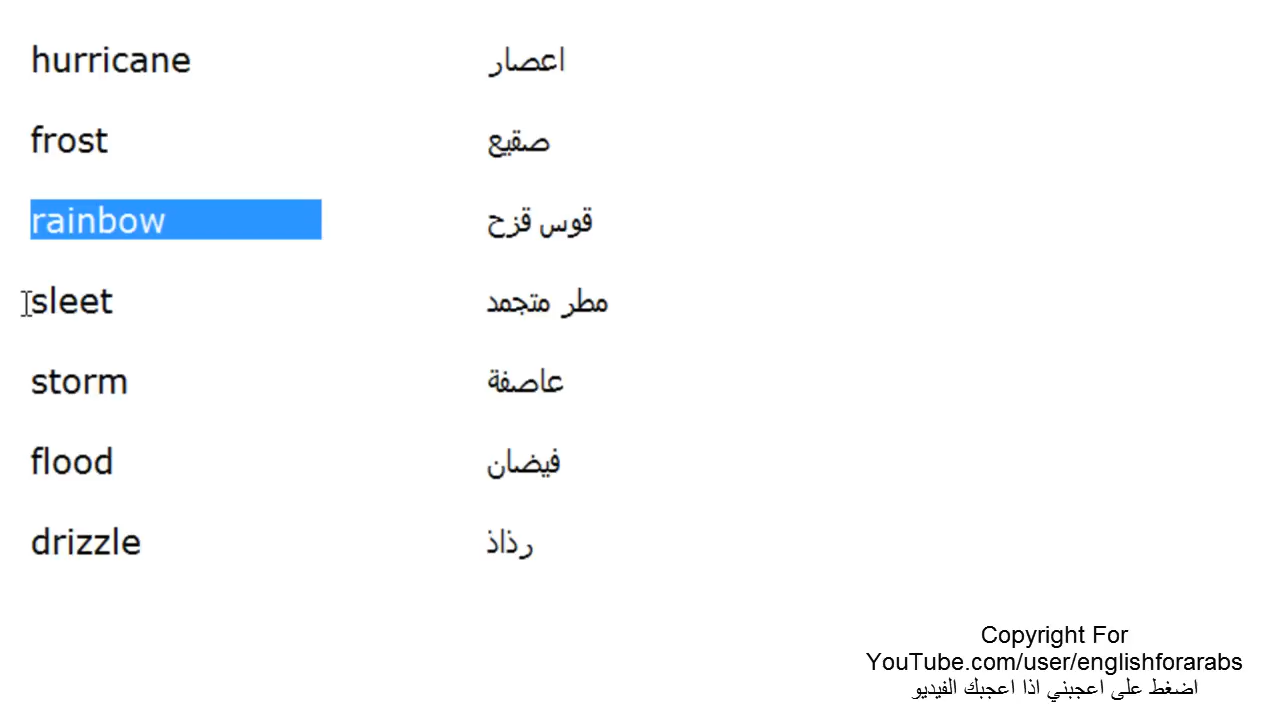 hurricane اعصار
frost صقيع
rainbow قوس قزح
sleet مطر متجمد
storm عاصفة
flood فيضان
drizzle رذاذ
Copyright For
YouTube.com/user/englishforarabs
اضغط على اعجبني اذا اعجبك الفيديو